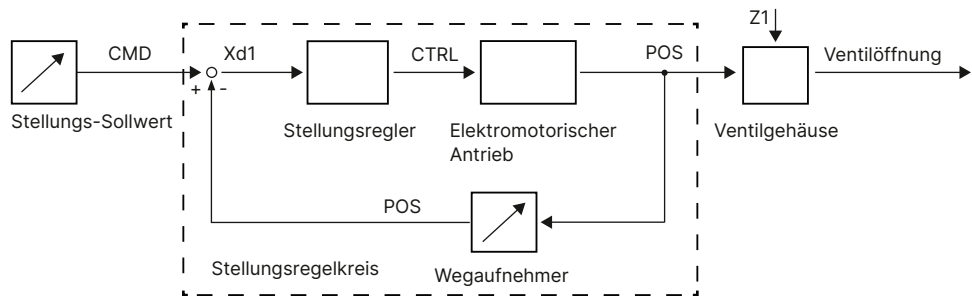 Z1
CMD
Xd1
CTRL
POS
Ventilöffnung
+ -
Stellungs-Sollwert
Stellungsregler
Elektromotorischer
Antrieb
Ventilgehäuse
POS
Stellungsregelkreis
Wegaufnehmer